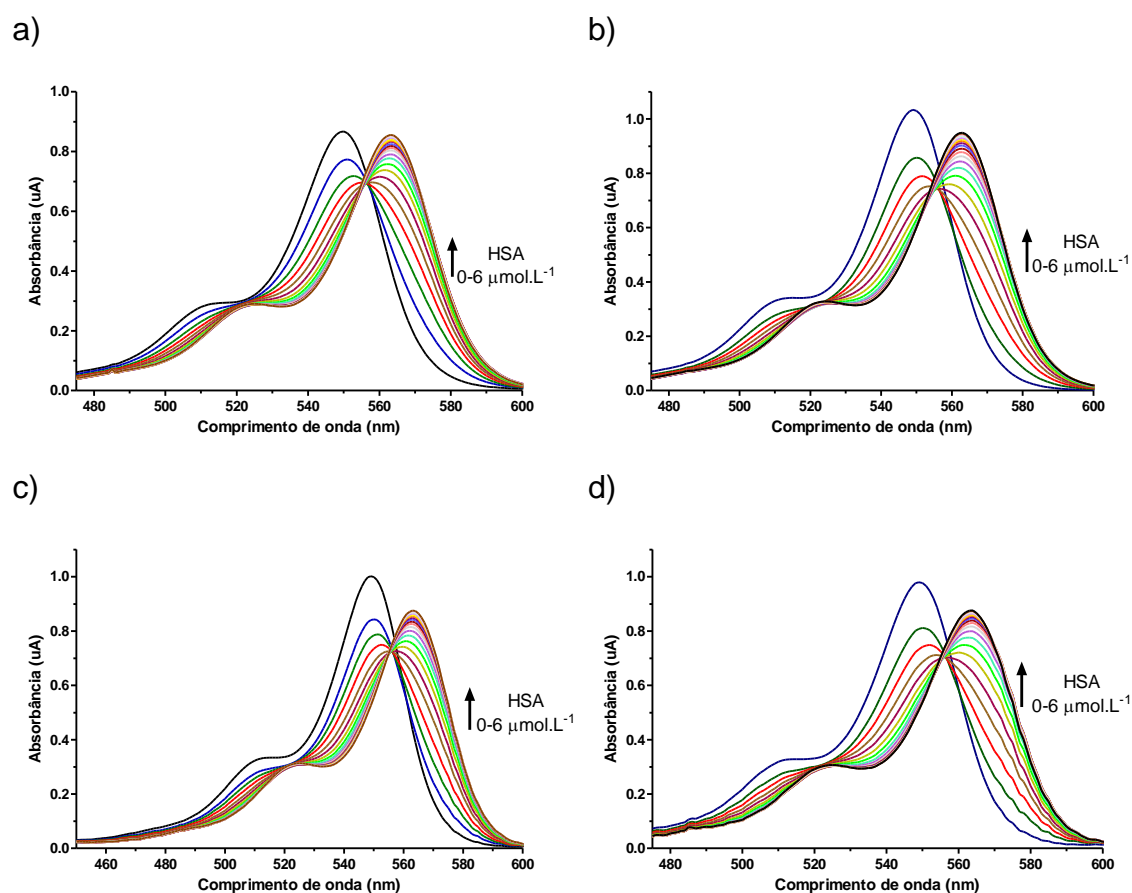 a)
b)
1.0
0.8
0.6
0.4
0.2
0.0
Absorbância (uA)
480 500 520 540 560 580 600
Comprimento de onda (nm)
HSA
0-6 μmol.L⁻¹
1.0
0.8
0.6
0.4
0.2
0.0
Absorbância (uA)
480 500 520 540 560 580 600
Comprimento de onda (nm)
HSA
0-6 μmol.L⁻¹
c)
d)
1.0
0.8
0.6
0.4
0.2
0.0
Absorbância (uA)
460 480 500 520 540 560 580 600
Comprimento de onda (nm)
HSA
0-6 μmol.L⁻¹
1.0
0.8
0.6
0.4
0.2
0.0
Absorbância (uA)
480 500 520 540 560 580 600
Comprimento de onda (nm)
HSA
0-6 μmol.L⁻¹